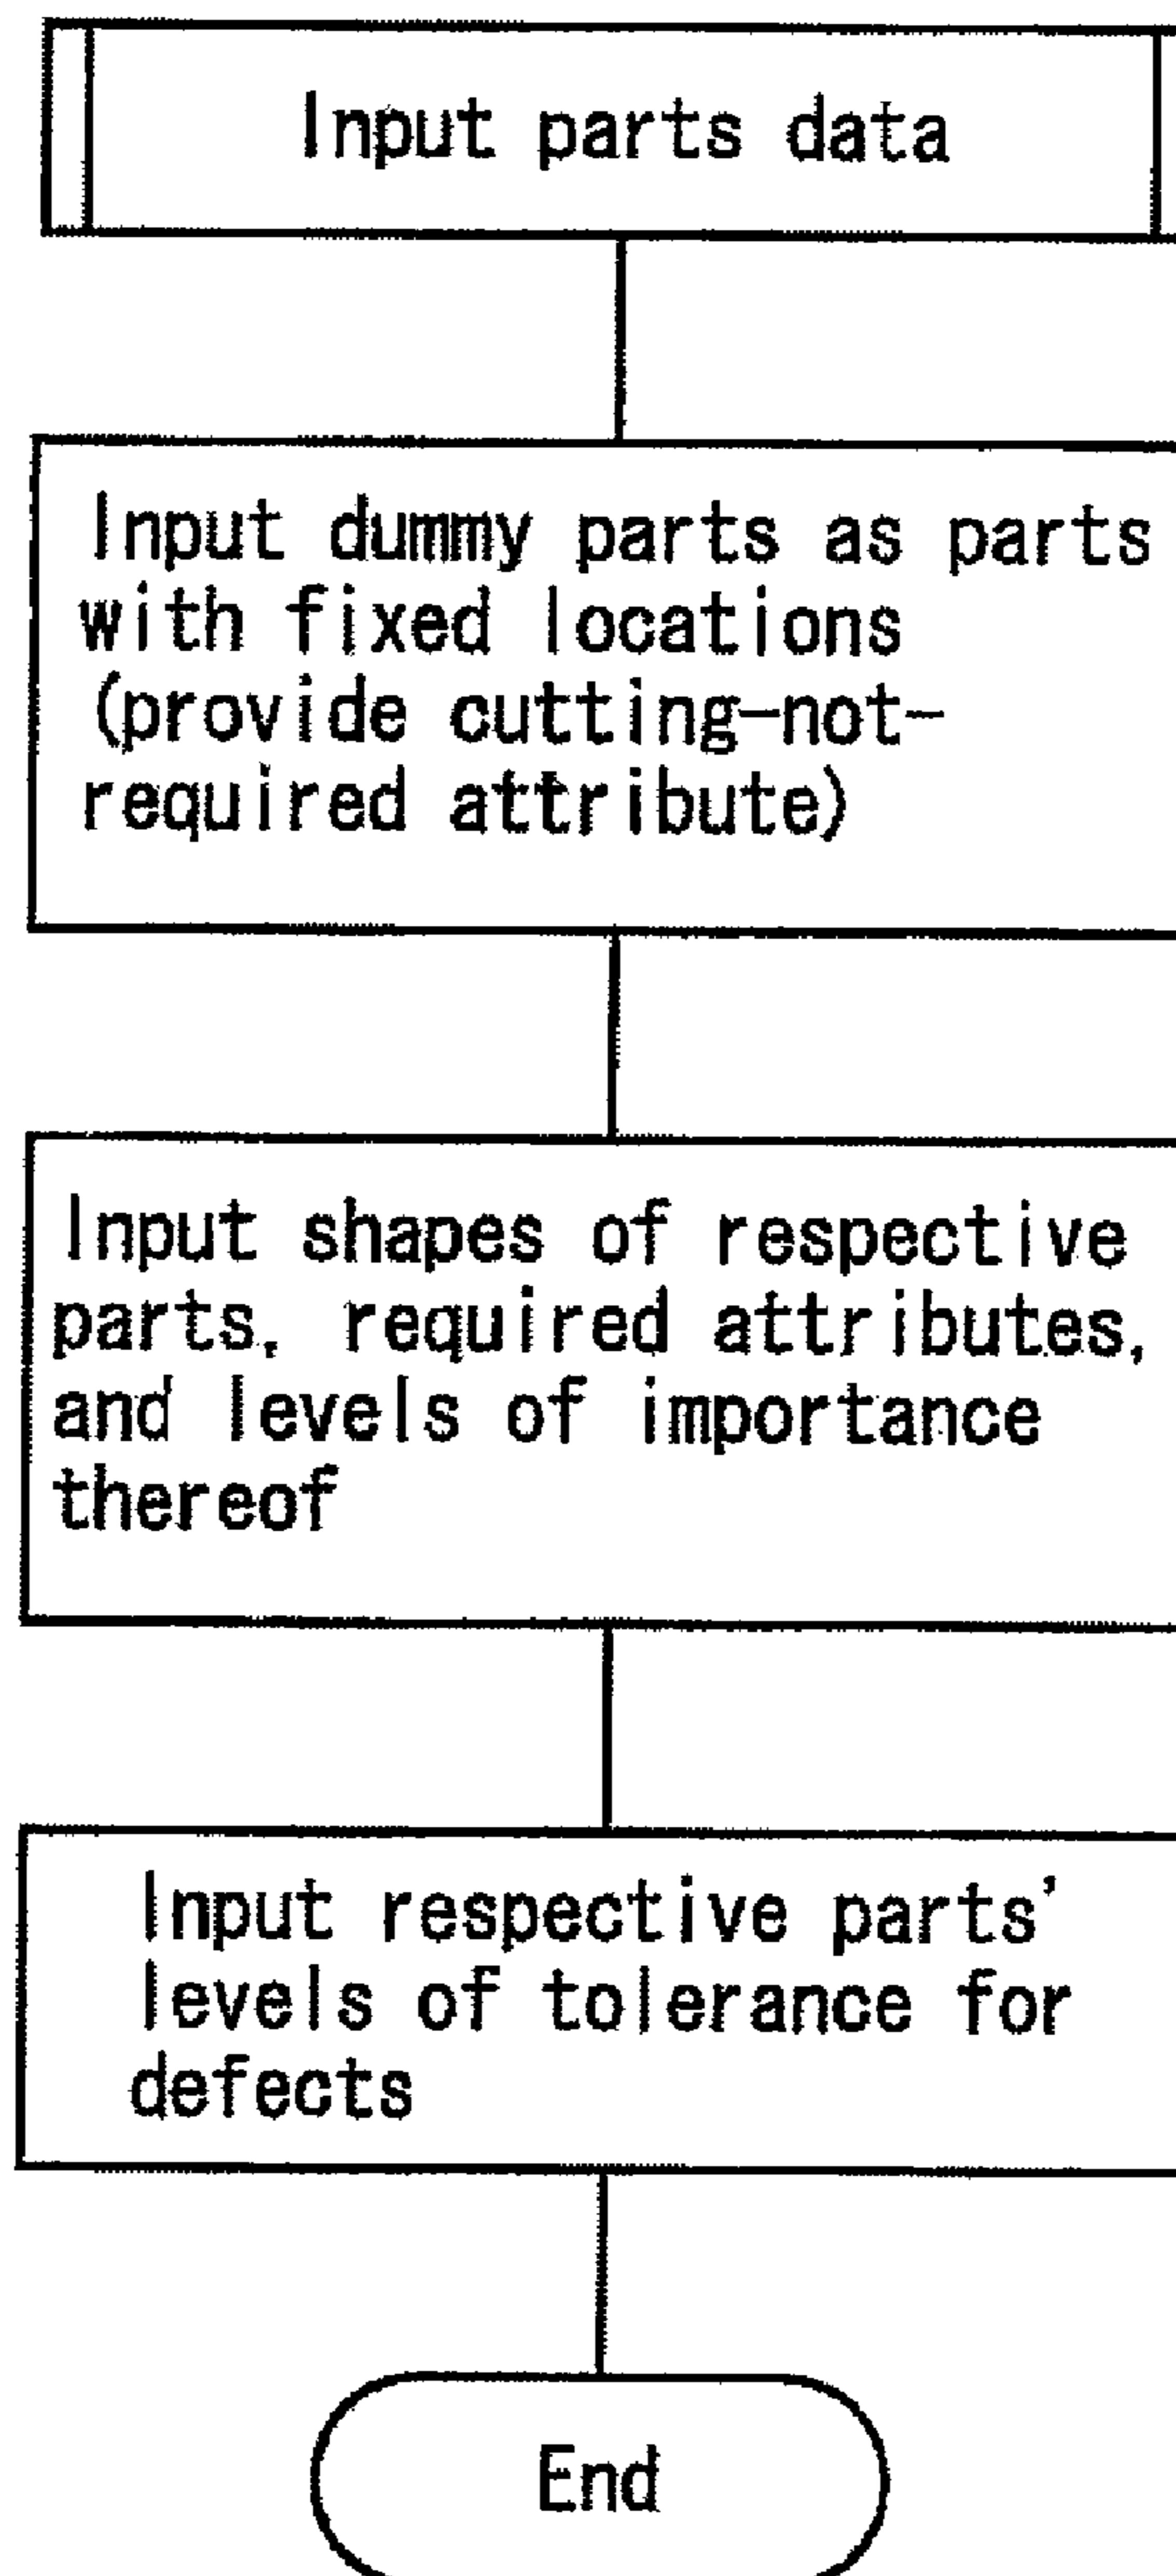 Input parts data
Input dummy parts as parts
with fixed locations
(provide cutting-not-
required attribute)
Input shapes of respective
parts, required attributes,
and levels of importance
thereof
Input respective parts'
levels of tolerance for
defects
End